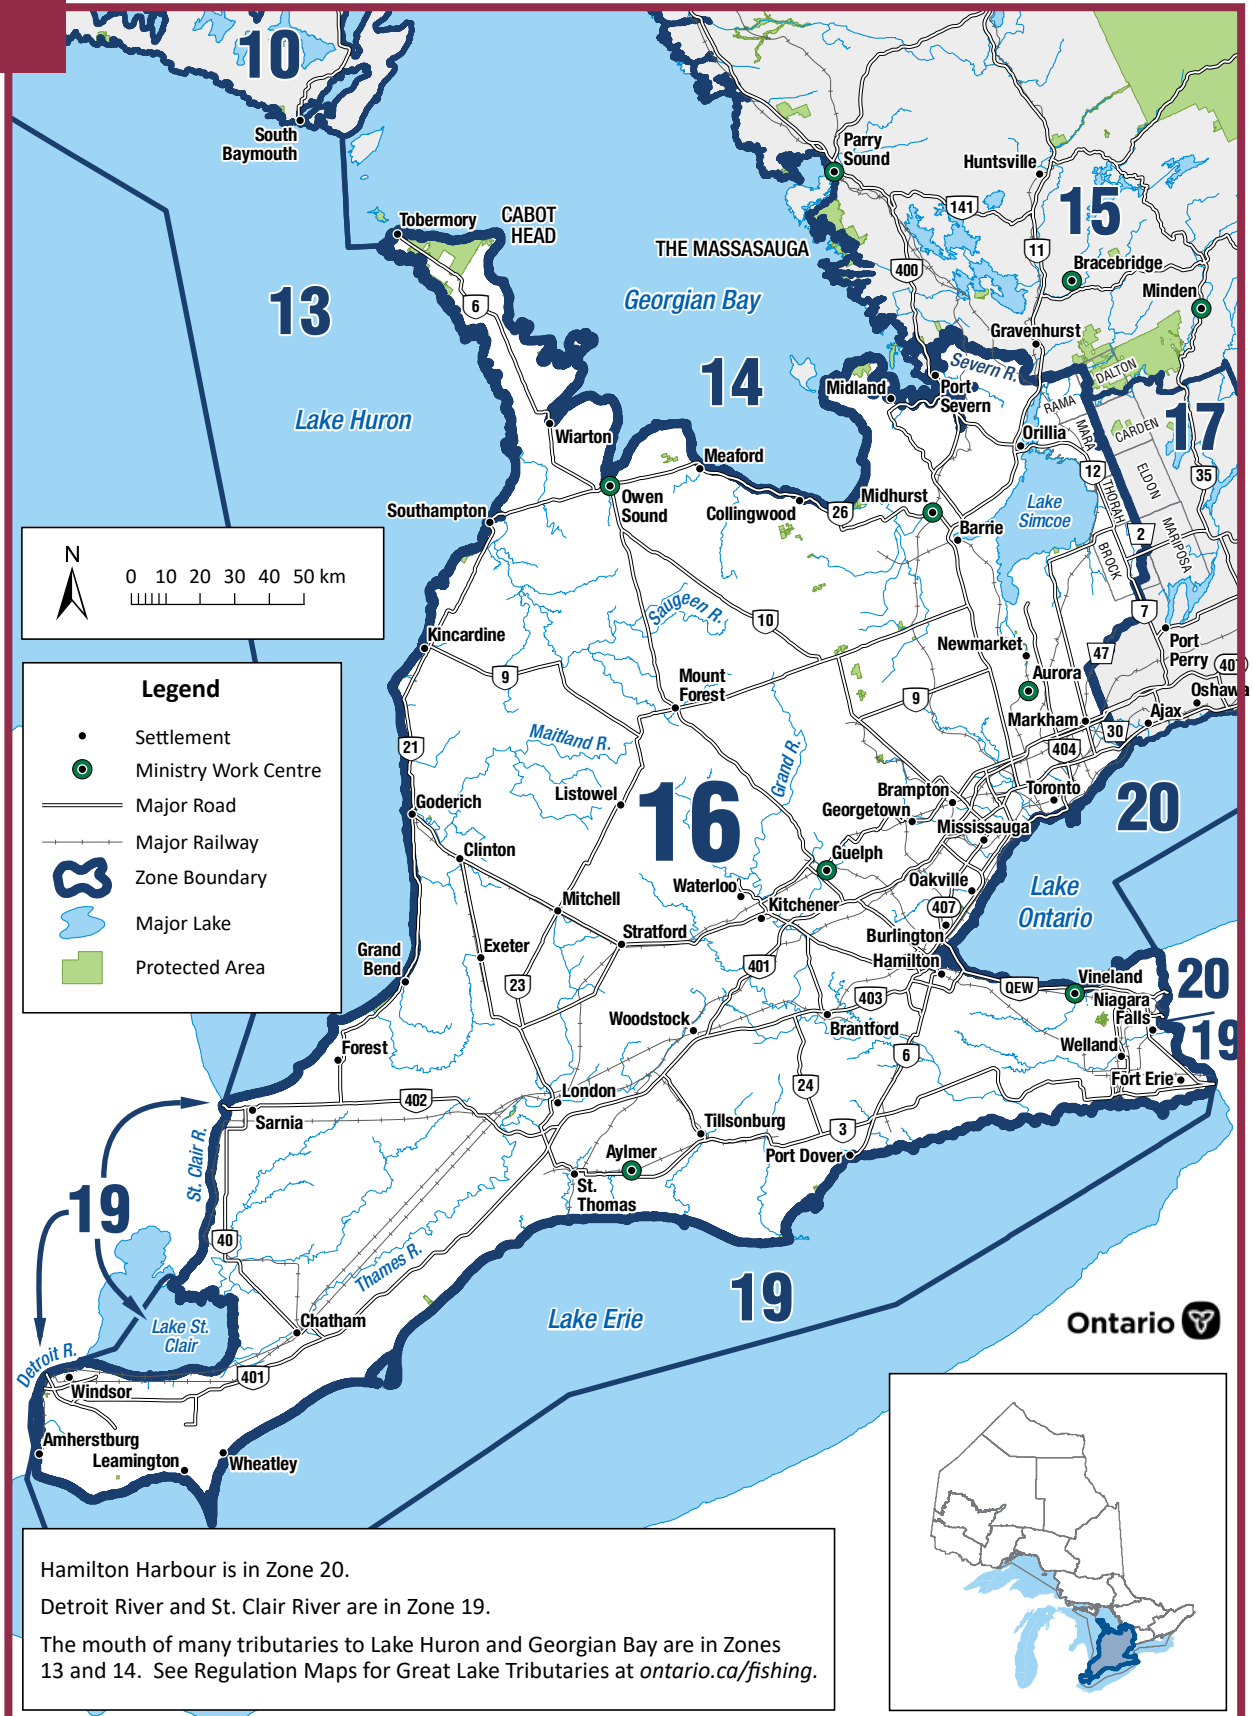 10
South
Baymouth
Parry
Sound
Huntsville
15
141
11
Tobermory
CABOT
HEAD
THE MASSASAUGA
400
Bracebridge
Minden
13
6
Georgian Bay
Gravenhurst
14
Severn R.
DALTON
Midland
Port
Severn
RAMA
MARA
CARDEN
17
Lake Huron
Wiarton
Orillia
Meaford
12
ELDON
35
Owen
Sound
Southampton
Collingwood
26
Midhurst
Barrie
Lake
Simcoe
THORAH
2
MARIPOSA
BROCK
N
0 10 20 30 40 50 km
Saugeen R.
10
7
Kincardine
Newmarket
47
Port
Perry
407
9
Mount
Forest
Aurora
Oshawa
9
Markham
Ajax
30
Legend
Settlement
Ministry Work Centre
Major Road
Major Railway
Zone Boundary
Major Lake
Protected Area
21
Maitland R.
Grand R.
404
Goderich
Listowel
16
Brampton
Georgetown
Toronto
20
Mississauga
Clinton
Guelph
Waterloo
Oakville
Lake
Ontario
Mitchell
Kitchener
407
Stratford
Burlington
Grand
Bend
Exeter
Hamilton
401
23
QEW
Vineland
20
403
Niagara
Falls
Woodstock
Brantford
19
Forest
Welland
6
Fort Erie
24
London
402
Sarnia
Tillsonburg
3
St. Clair R.
Aylmer
Port Dover
St.
Thomas
19
40
Thames R.
19
Lake Erie
Chatham
Lake St.
Clair
Ontario
Detroit R.
401
Windsor
Amherstburg
Leamington
Wheatley
Hamilton Harbour is in Zone 20.
Detroit River and St. Clair River are in Zone 19.
The mouth of many tributaries to Lake Huron and Georgian Bay are in Zones
13 and 14. See Regulation Maps for Great Lake Tributaries at ontario.ca/fishing.